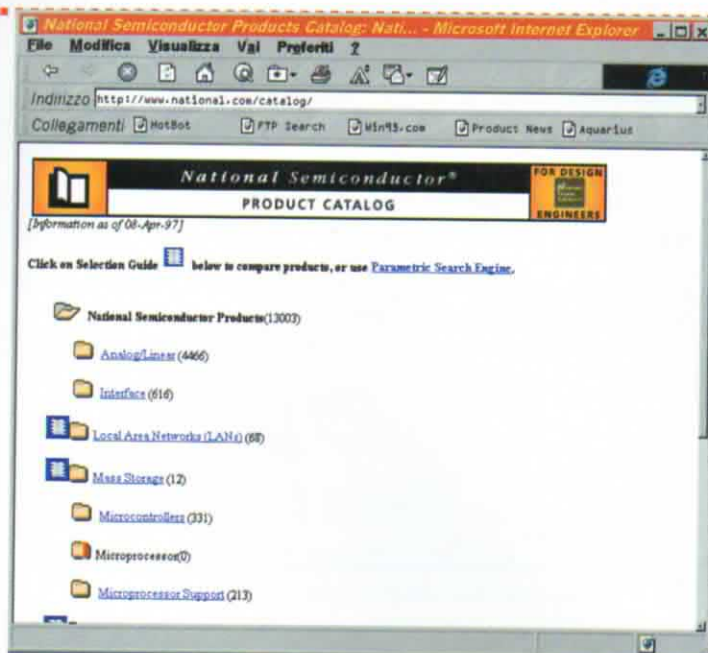 National Semiconductor Products Catalog: Nati... - Microsoft Internet Explorer
File Modifica Visualizza Vai Preferiti ?
Indirizzo http://www.national.com/catalog/
Collegamenti HotBot FTP Search Win95.com Product News Aquarius
National Semiconductor®
PRODUCT CATALOG
FOR DESIGN
ENGINEERS
[Information as of 08-Apr-97]
Click on Selection Guide below to compare products, or use Parametric Search Engine.
National Semiconductor Products(13003)
Analog/Linear (4466)
Interface (616)
Local Area Networks (LANs) (68)
Mass Storage (12)
Microcontrollers (331)
Microprocessor(0)
Microprocessor Support (213)